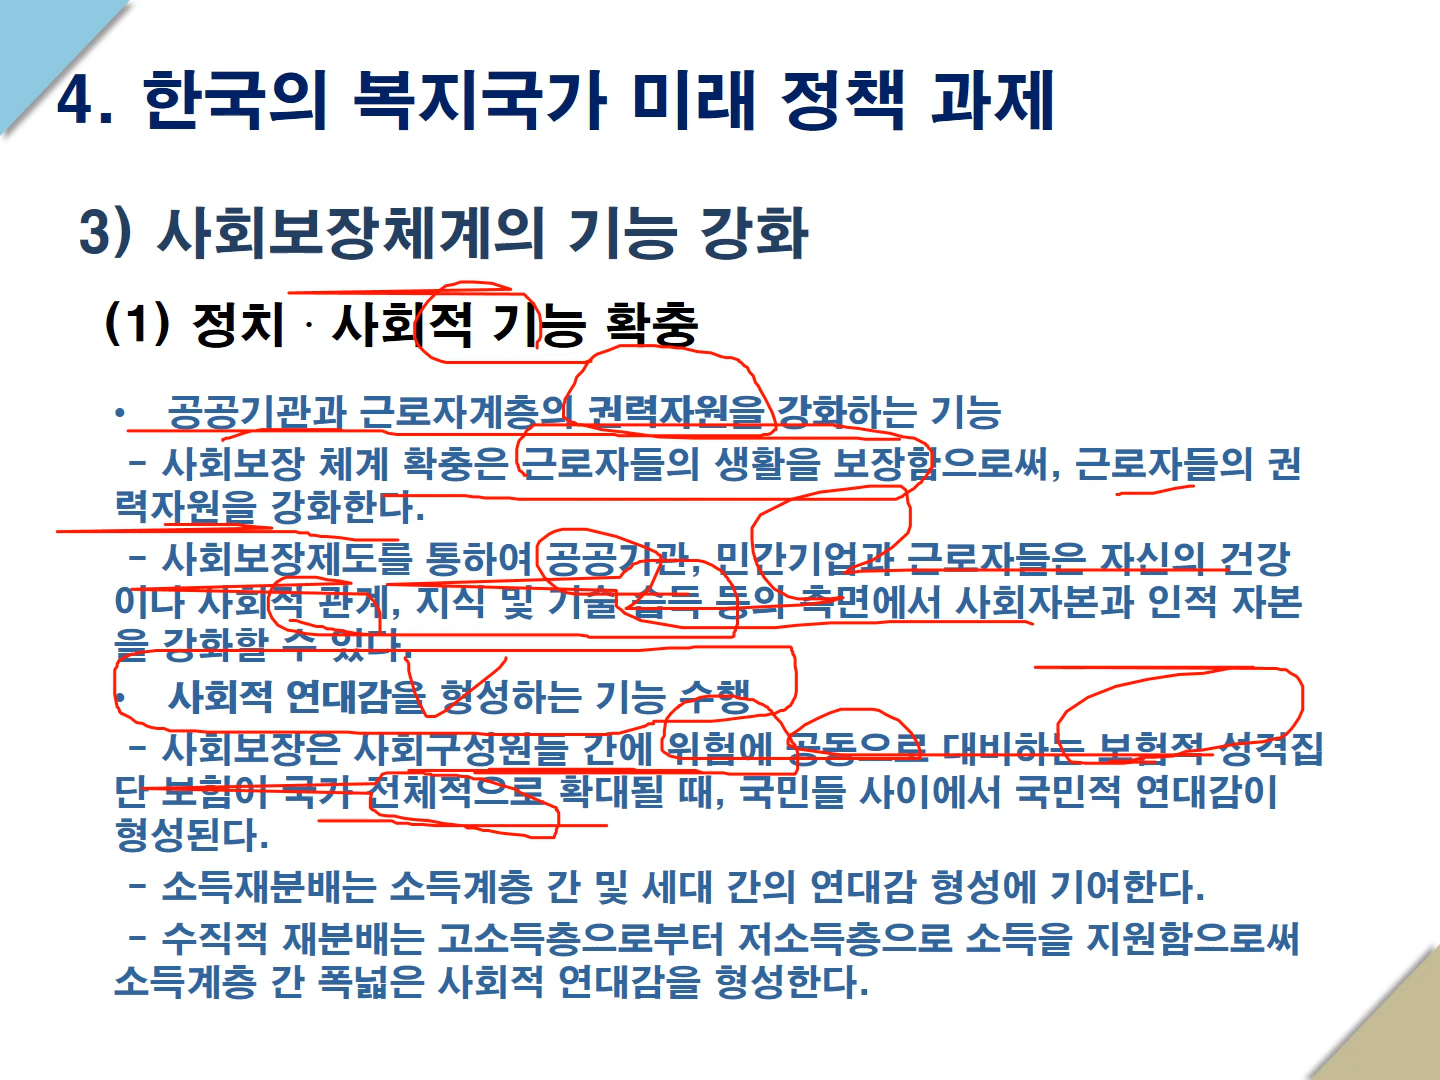 4. 한국의 복지국가 미래 정책 과제
3) 사회보장체계의 기능 강화
(1) 정치 · 사회적 기능 확충
• 공공기관과 근로자계층의 권력자원을 강화하는 기능
- 사회보장 체계 확충은 근로자들의 생활을 보장함으로써, 근로자들의 권
력자원을 강화한다.
- 사회보장제도를 통하여 공공기관, 민간기업과 근로자들은 자신의 건강
이나 사회적 관계, 지식 및 기술 습득 등의 측면에서 사회자본과 인적 자본
을 강화할 수 있다.
• 사회적 연대감을 형성하는 기능 수행
- 사회보장은 사회구성원들 간에 위험에 공동으로 대비하는 보험적 성격집
단 보험이 국가 전체적으로 확대될 때, 국민들 사이에서 국민적 연대감이
형성된다.
- 소득재분배는 소득계층 간 및 세대 간의 연대감 형성에 기여한다.
- 수직적 재분배는 고소득층으로부터 저소득층으로 소득을 지원함으로써
소득계층 간 폭넓은 사회적 연대감을 형성한다.